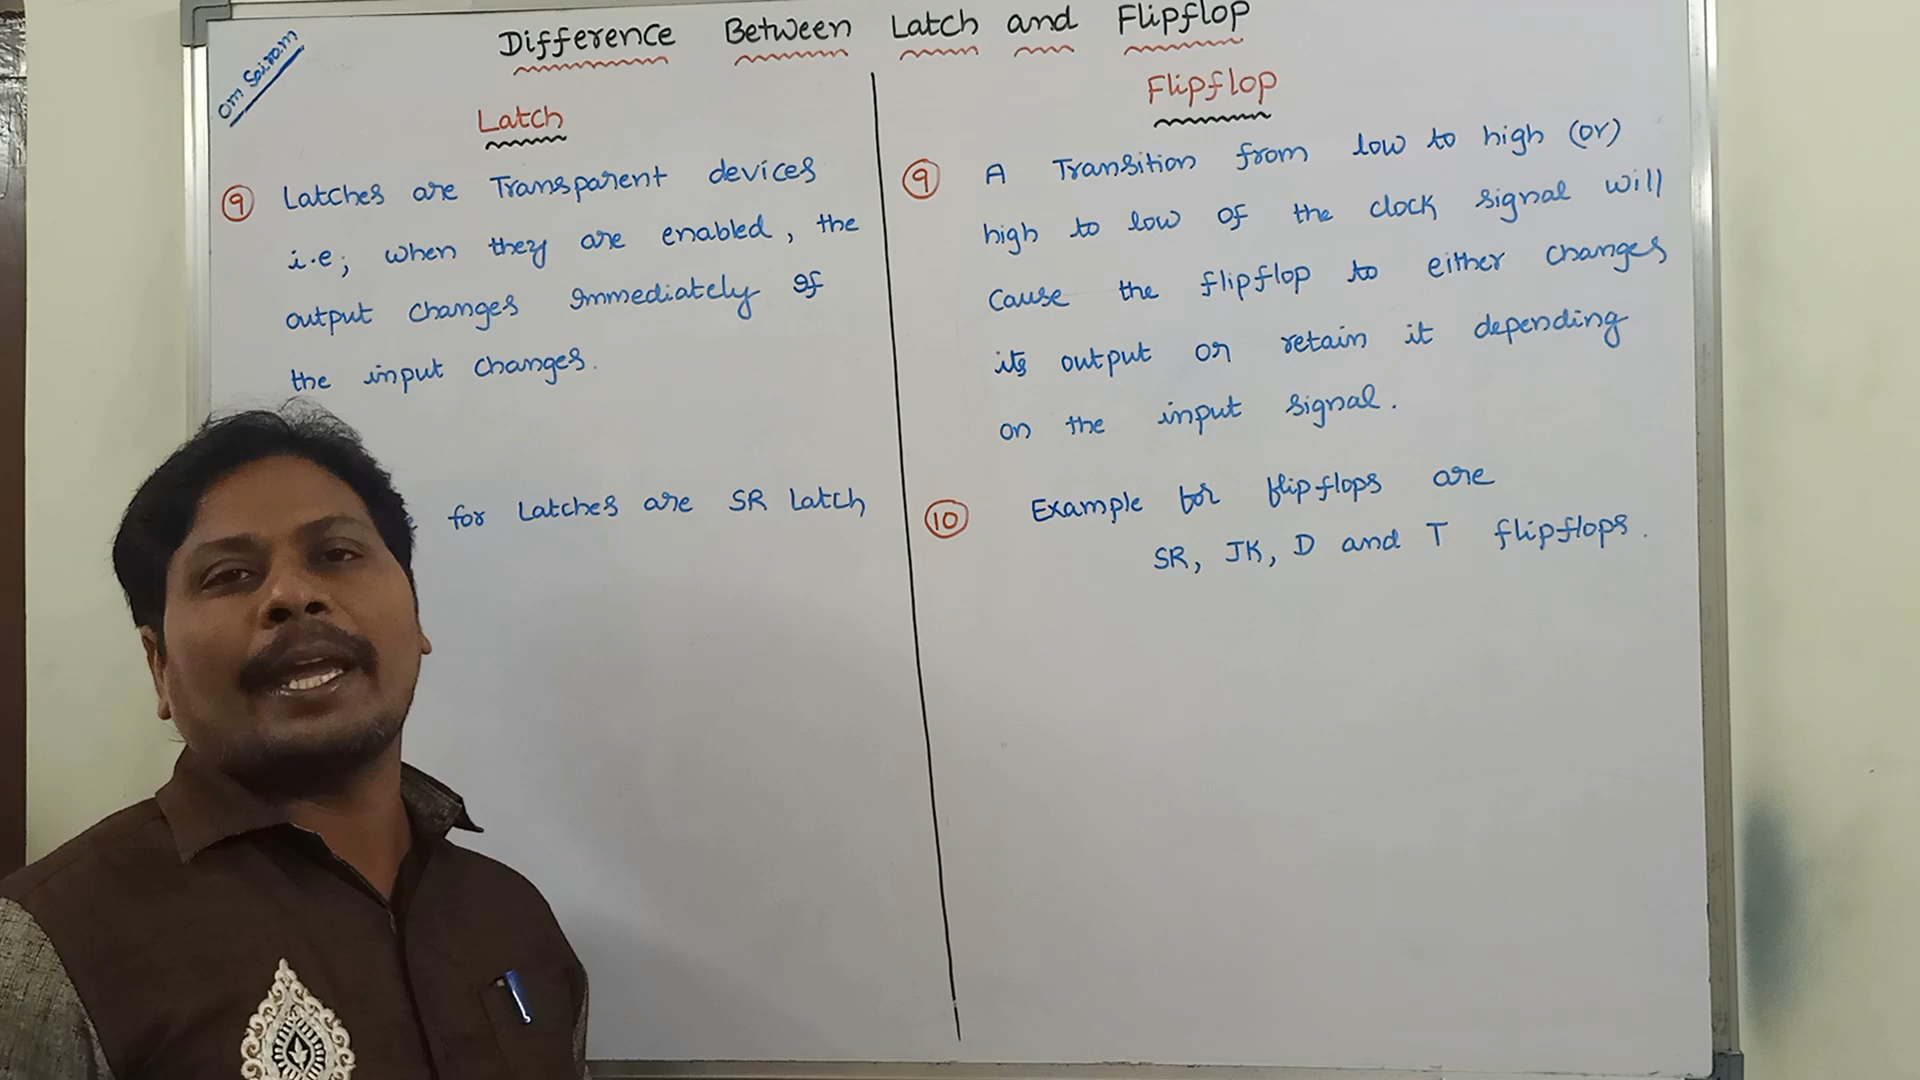 Difference Between Latch and Flipflop
Om Sairam
Latch
9 Latches are Transparent devices
i.e; when they are enabled, the
output changes Immediately If
the input changes.
for Latches are SR Latch
Flipflop
9 A Transition from low to high (or)
high to low of the clock signal will
cause the flipflop to either changes
its output or retain it depending
on the input signal.
10 Example for flipflops are
SR, JK, D and T flipflops.